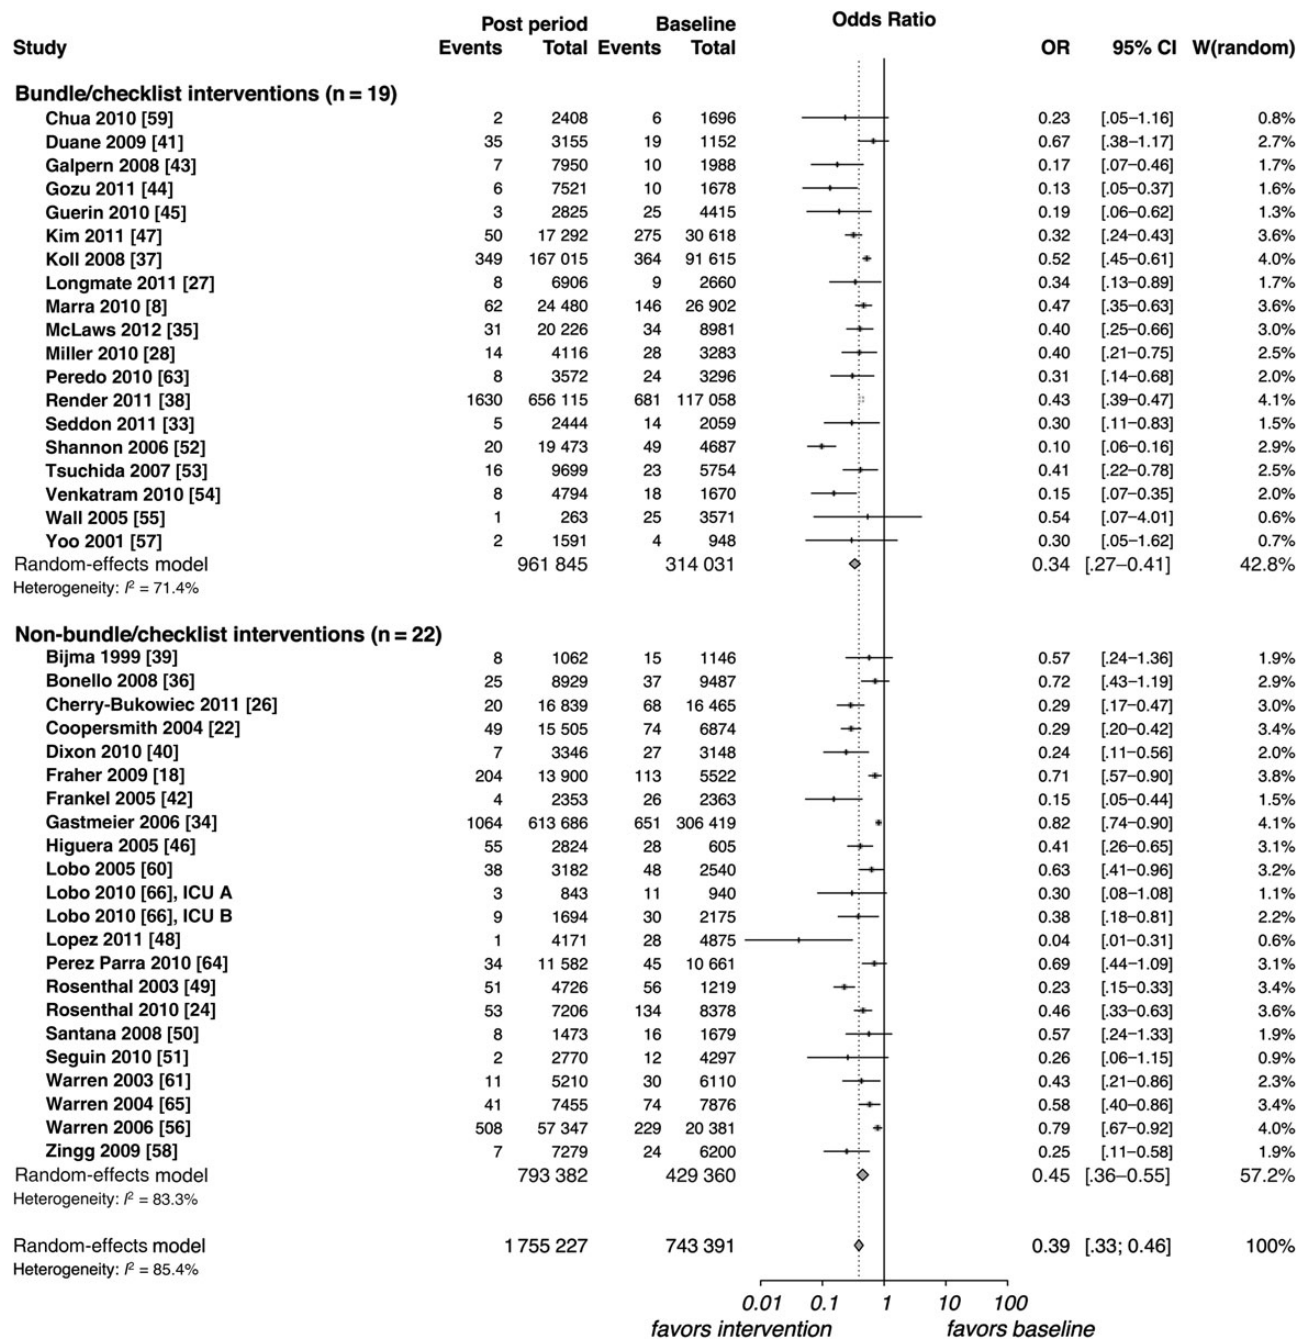 Post period Baseline Odds Ratio
Study Events Total Events Total OR 95% CI W(random)
Bundle/checklist interventions (n = 19)
Chua 2010 [59] 2 2408 6 1696 0.23 [.05–1.16] 0.8%
Duane 2009 [41] 35 3155 19 1152 0.67 [.38–1.17] 2.7%
Galpern 2008 [43] 7 7950 10 1988 0.17 [.07–0.46] 1.7%
Gozu 2011 [44] 6 7521 10 1678 0.13 [.05–0.37] 1.6%
Guerin 2010 [45] 3 2825 25 4415 0.19 [.06–0.62] 1.3%
Kim 2011 [47] 50 17 292 275 30 618 0.32 [.24–0.43] 3.6%
Koll 2008 [37] 349 167 015 364 91 615 0.52 [.45–0.61] 4.0%
Longmate 2011 [27] 8 6906 9 2660 0.34 [.13–0.89] 1.7%
Marra 2010 [8] 62 24 480 146 26 902 0.47 [.35–0.63] 3.6%
McLaws 2012 [35] 31 20 226 34 8981 0.40 [.25–0.66] 3.0%
Miller 2010 [28] 14 4116 28 3283 0.40 [.21–0.75] 2.5%
Peredo 2010 [63] 8 3572 24 3296 0.31 [.14–0.68] 2.0%
Render 2011 [38] 1630 656 115 681 117 058 0.43 [.39–0.47] 4.1%
Seddon 2011 [33] 5 2444 14 2059 0.30 [.11–0.83] 1.5%
Shannon 2006 [52] 20 19 473 49 4687 0.10 [.06–0.16] 2.9%
Tsuchida 2007 [53] 16 9699 23 5754 0.41 [.22–0.78] 2.5%
Venkatram 2010 [54] 8 4794 18 1670 0.15 [.07–0.35] 2.0%
Wall 2005 [55] 1 263 25 3571 0.54 [.07–4.01] 0.6%
Yoo 2001 [57] 2 1591 4 948 0.30 [.05–1.62] 0.7%
Random-effects model 961 845 314 031 0.34 [.27–0.41] 42.8%
Heterogeneity: I² = 71.4%
Non-bundle/checklist interventions (n = 22)
Bijma 1999 [39] 8 1062 15 1146 0.57 [.24–1.36] 1.9%
Bonello 2008 [36] 25 8929 37 9487 0.72 [.43–1.19] 2.9%
Cherry-Bukowiec 2011 [26] 20 16 839 68 16 465 0.29 [.17–0.47] 3.0%
Coopersmith 2004 [22] 49 15 505 74 6874 0.29 [.20–0.42] 3.4%
Dixon 2010 [40] 7 3346 27 3148 0.24 [.11–0.56] 2.0%
Fraher 2009 [18] 204 13 900 113 5522 0.71 [.57–0.90] 3.8%
Frankel 2005 [42] 4 2353 26 2363 0.15 [.05–0.44] 1.5%
Gastmeier 2006 [34] 1064 613 686 651 306 419 0.82 [.74–0.90] 4.1%
Higuera 2005 [46] 55 2824 28 605 0.41 [.26–0.65] 3.1%
Lobo 2005 [60] 38 3182 48 2540 0.63 [.41–0.96] 3.2%
Lobo 2010 [66], ICU A 3 843 11 940 0.30 [.08–1.08] 1.1%
Lobo 2010 [66], ICU B 9 1694 30 2175 0.38 [.18–0.81] 2.2%
Lopez 2011 [48] 1 4171 28 4875 0.04 [.01–0.31] 0.6%
Perez Parra 2010 [64] 34 11 582 45 10 661 0.69 [.44–1.09] 3.1%
Rosenthal 2003 [49] 51 4726 56 1219 0.23 [.15–0.33] 3.4%
Rosenthal 2010 [24] 53 7206 134 8378 0.46 [.33–0.63] 3.6%
Santana 2008 [50] 8 1473 16 1679 0.57 [.24–1.33] 1.9%
Seguin 2010 [51] 2 2770 12 4297 0.26 [.06–1.15] 0.9%
Warren 2003 [61] 11 5210 30 6110 0.43 [.21–0.86] 2.3%
Warren 2004 [65] 41 7455 74 7876 0.58 [.40–0.86] 3.4%
Warren 2006 [56] 508 57 347 229 20 381 0.79 [.67–0.92] 4.0%
Zingg 2009 [58] 7 7279 24 6200 0.25 [.11–0.58] 1.9%
Random-effects model 793 382 429 360 0.45 [.36–0.55] 57.2%
Heterogeneity: I² = 83.3%
Random-effects model 1 755 227 743 391 0.39 [.33; 0.46] 100%
Heterogeneity: I² = 85.4%
0.01 0.1 1 10 100
favors intervention favors baseline